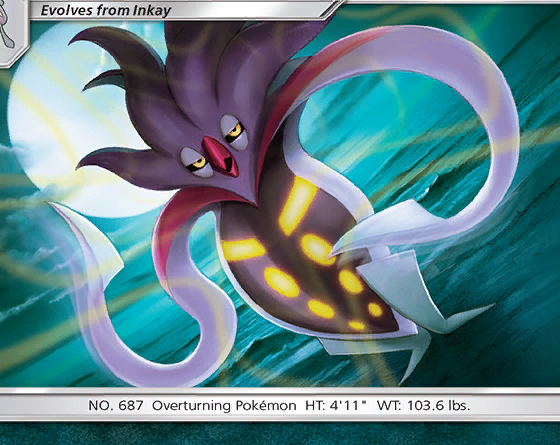 Evolves from Inkay
NO. 687 Overturning Pokémon HT: 4'11" WT: 103.6 lbs.